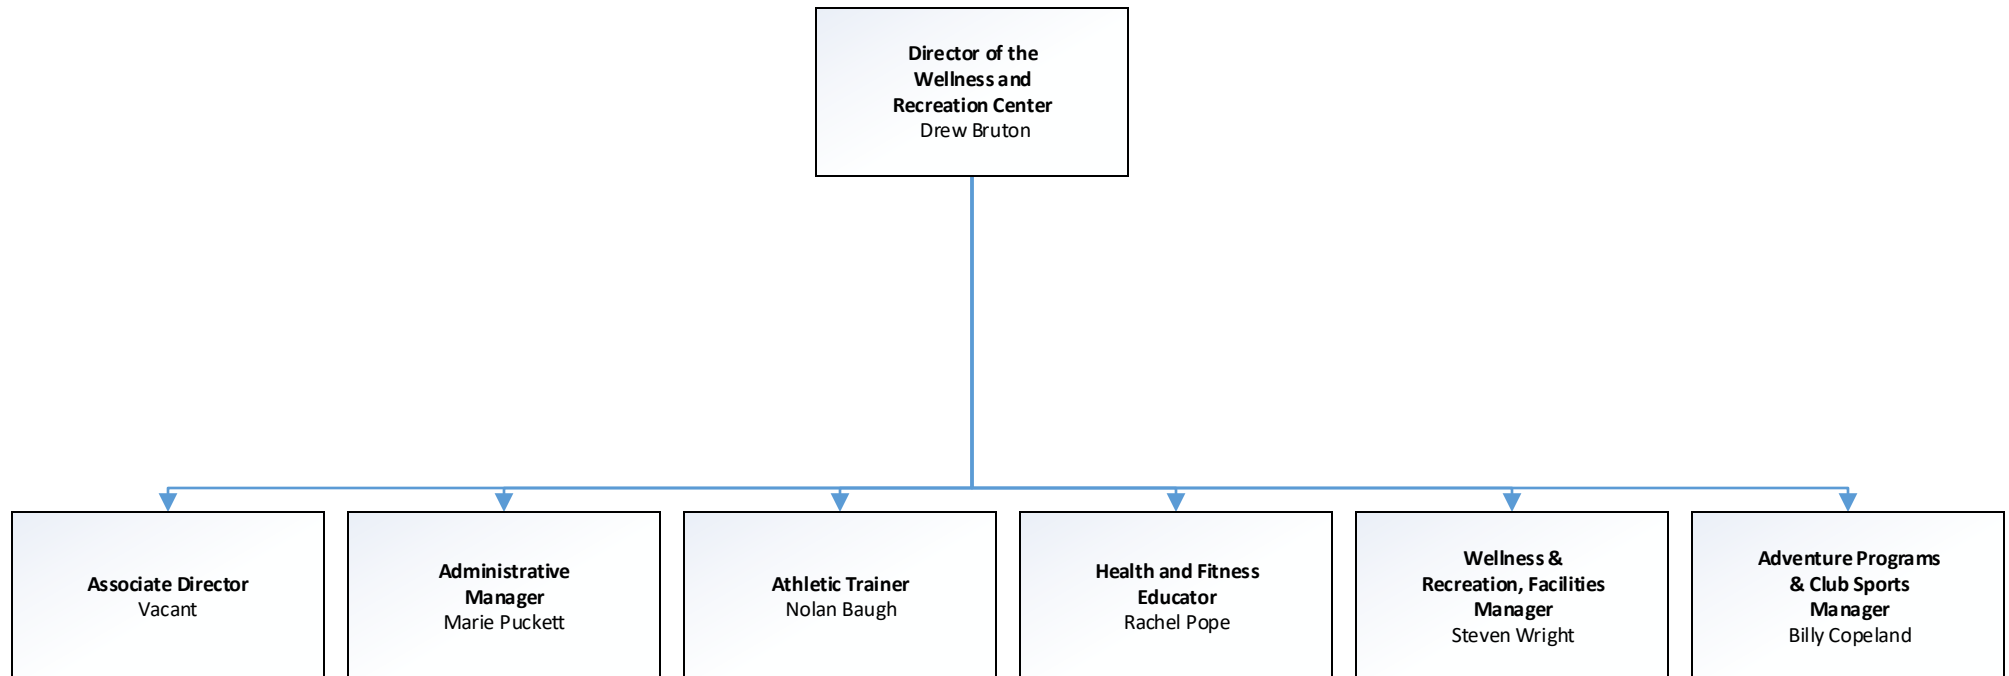 Director of the
Wellness and
Recreation Center
Drew Bruton
Associate Director
Vacant
Administrative
Manager
Marie Puckett
Athletic Trainer
Nolan Baugh
Health and Fitness
Educator
Rachel Pope
Wellness &
Recreation, Facilities
Manager
Steven Wright
Adventure Programs
& Club Sports
Manager
Billy Copeland